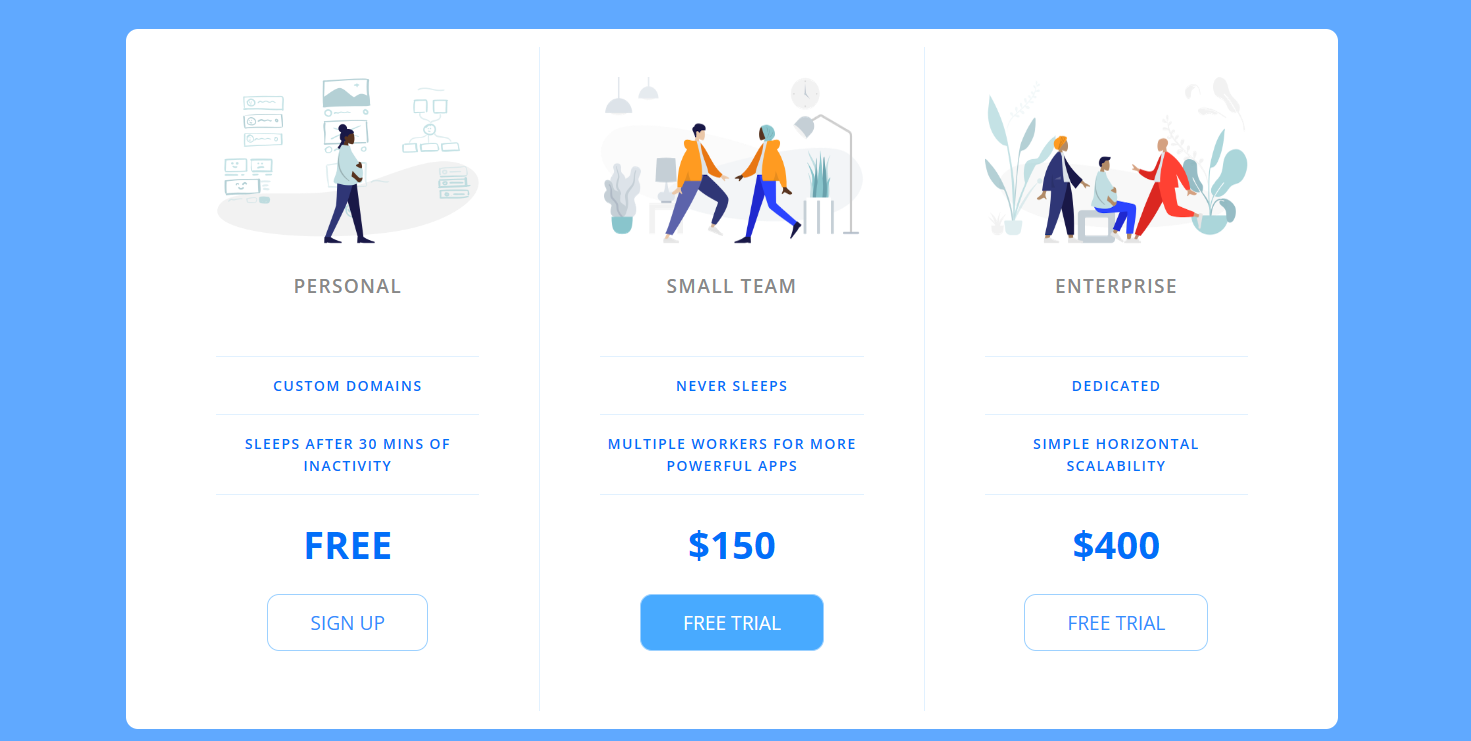 PERSONAL
CUSTOM DOMAINS
SLEEPS AFTER 30 MINS OF
INACTIVITY
FREE
SIGN UP
SMALL TEAM
NEVER SLEEPS
MULTIPLE WORKERS FOR MORE
POWERFUL APPS
$150
FREE TRIAL
ENTERPRISE
DEDICATED
SIMPLE HORIZONTAL
SCALABILITY
$400
FREE TRIAL